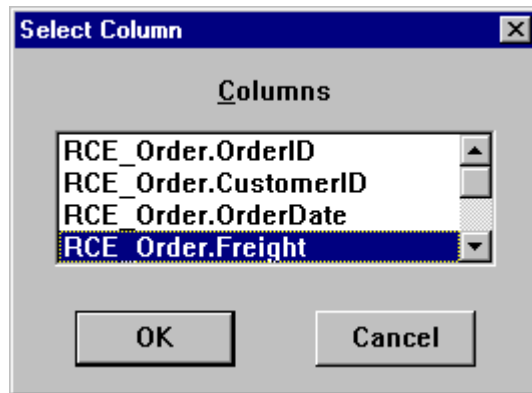 Select Column
Columns
RCE_Order.OrderID
RCE_Order.CustomerID
RCE_Order.OrderDate
RCE_Order.Freight
OK
Cancel